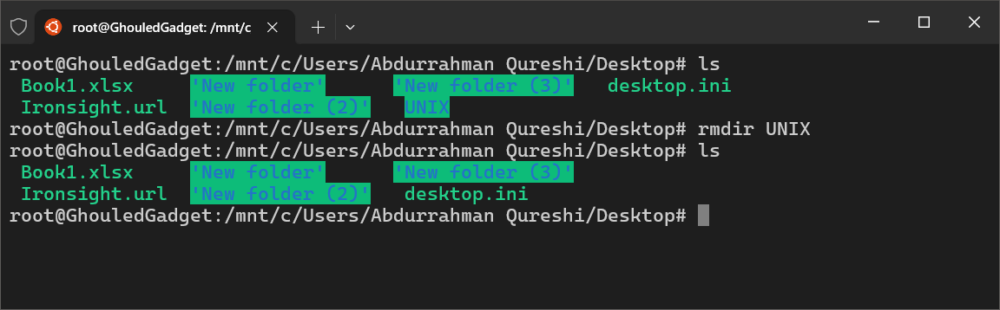 root@GhouledGadget: /mnt/c
root@GhouledGadget:/mnt/c/Users/Abdurrahman Qureshi/Desktop# ls
Book1.xlsx 'New folder' 'New folder (3)' desktop.ini
Ironsight.url 'New folder (2)' UNIX
root@GhouledGadget:/mnt/c/Users/Abdurrahman Qureshi/Desktop# rmdir UNIX
root@GhouledGadget:/mnt/c/Users/Abdurrahman Qureshi/Desktop# ls
Book1.xlsx 'New folder' 'New folder (3)'
Ironsight.url 'New folder (2)' desktop.ini
root@GhouledGadget:/mnt/c/Users/Abdurrahman Qureshi/Desktop#